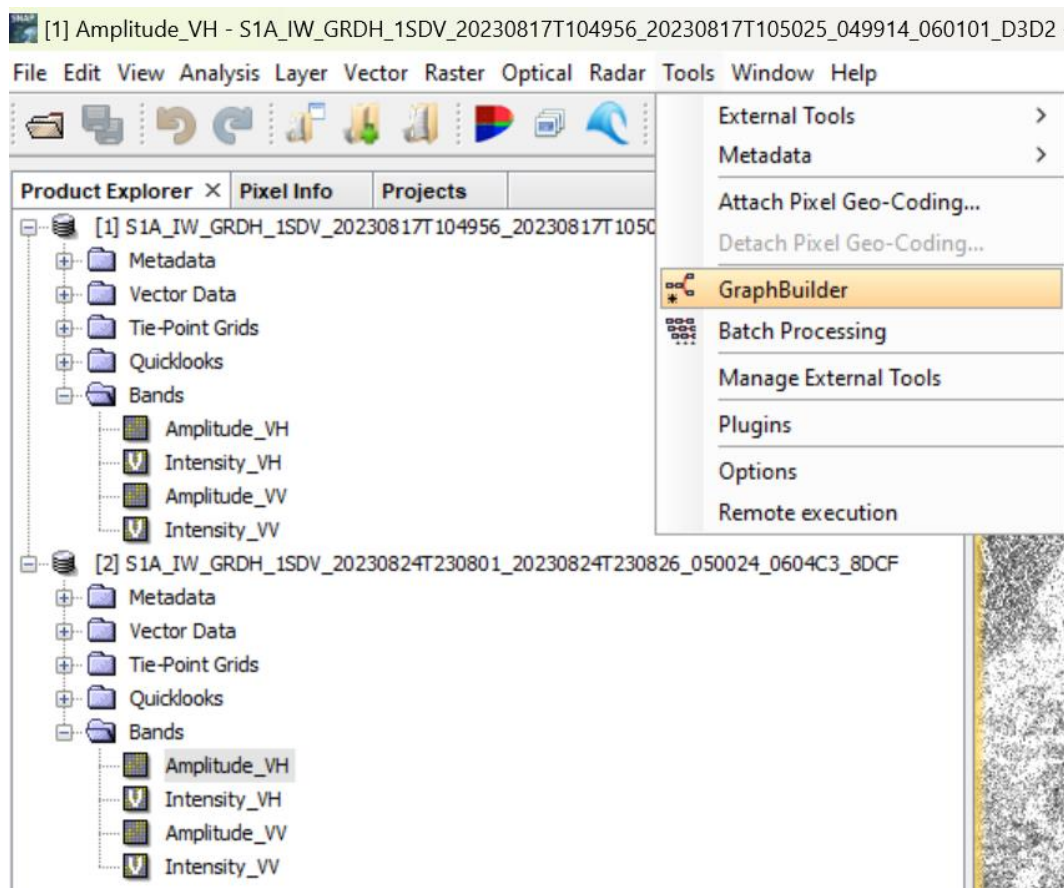 SNAP
[1] Amplitude_VH - S1A_IW_GRDH_1SDV_20230817T104956_20230817T105025_049914_060101_D3D2
File Edit View Analysis Layer Vector Raster Optical Radar Tools Window Help
External Tools
Metadata
Attach Pixel Geo-Coding...
Detach Pixel Geo-Coding...
GraphBuilder
Batch Processing
Manage External Tools
Plugins
Options
Remote execution
Product Explorer Pixel Info Projects
[1] S1A_IW_GRDH_1SDV_20230817T104956_20230817T1050
Metadata
Vector Data
Tie-Point Grids
Quicklooks
Bands
Amplitude_VH
Intensity_VH
Amplitude_VV
Intensity_VV
[2] S1A_IW_GRDH_1SDV_20230824T230801_20230824T230826_050024_0604C3_8DCF
Metadata
Vector Data
Tie-Point Grids
Quicklooks
Bands
Amplitude_VH
Intensity_VH
Amplitude_VV
Intensity_VV